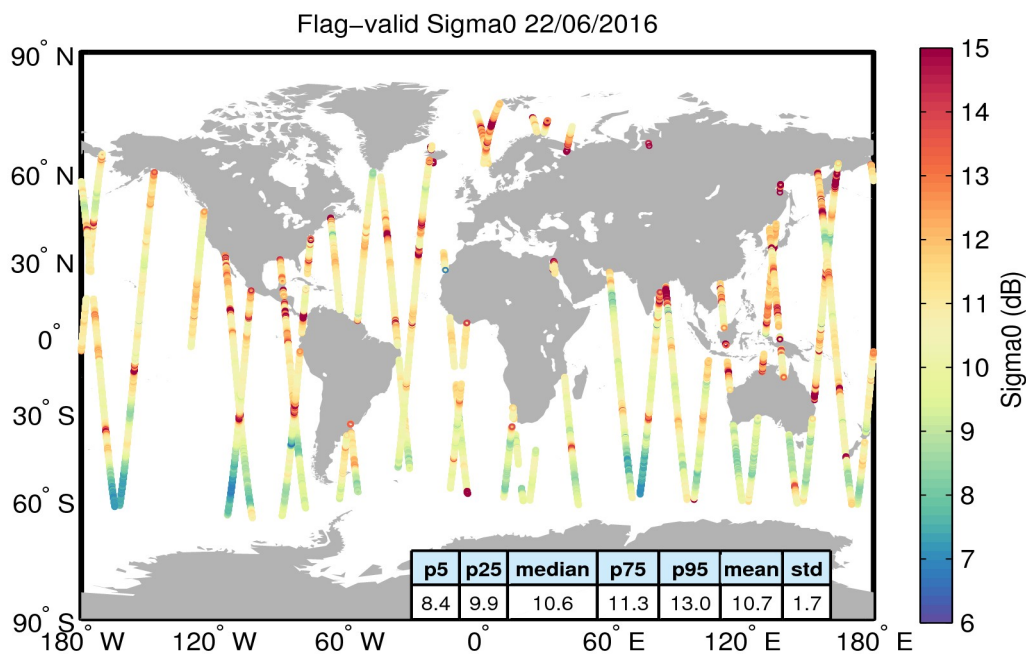 Flag−valid Sigma0 22/06/2016
90° N
60° N
30° N
0°
30° S
60° S
90° S
180° W
120° W
60° W
0°
60° E
120° E
180° E
p5 p25 median p75 p95 mean std
8.4 9.9 10.6 11.3 13.0 10.7 1.7
15
14
13
12
11
10
9
8
7
6
Sigma0 (dB)